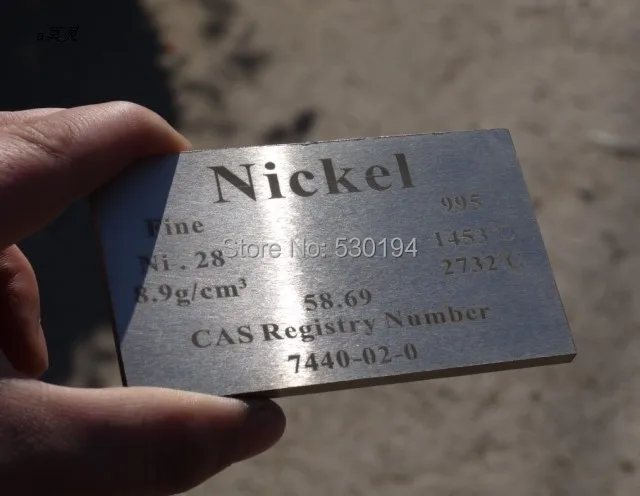 Nickel
Fine 995
Ni . 28 1453 C
Store No: 530194
8.9g/cm³ 2732 C
58.69
CAS Registry Number
7440-02-0